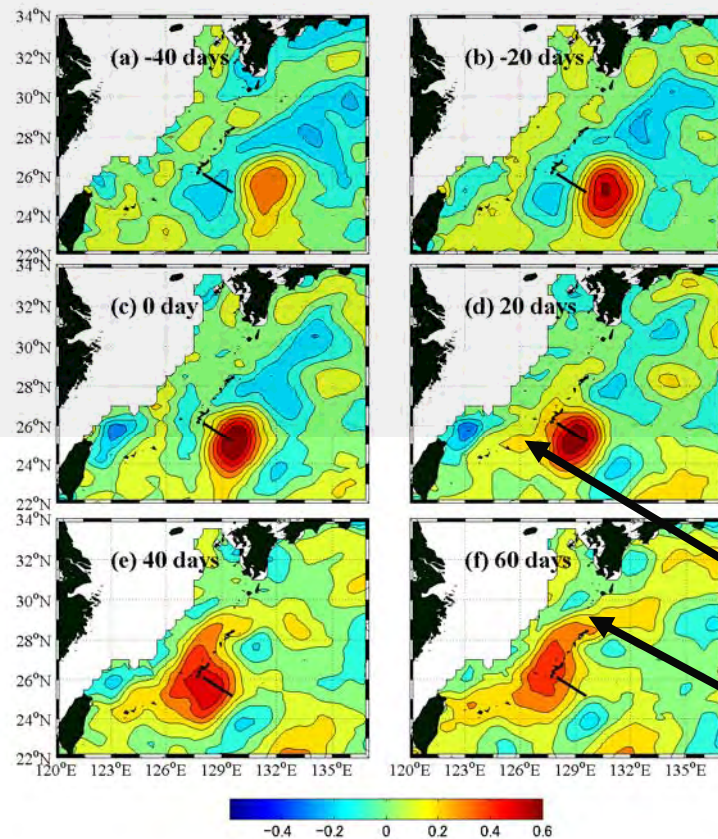 34°N
32°N
30°N
28°N
26°N
24°N
22°N
(a) -40 days
(b) -20 days
34°N
32°N
30°N
28°N
26°N
24°N
22°N
(c) 0 day
(d) 20 days
34°N
32°N
30°N
28°N
26°N
24°N
22°N
(e) 40 days
(f) 60 days
120°E 123°E 126°E 129°E 132°E 135°E
120°E 123°E 126°E 129°E 132°E 135°E
−0.4 −0.2 0 0.2 0.4 0.6